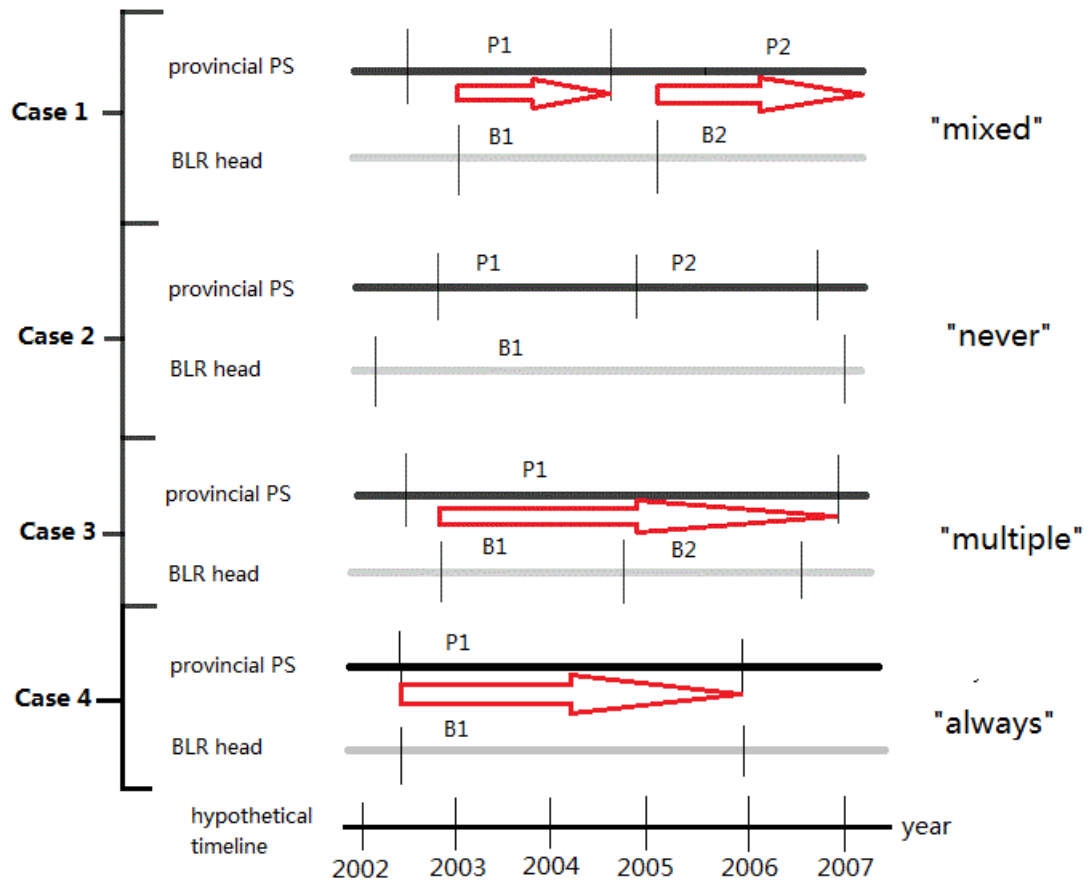 P1
P2
provincial PS
Case 1
"mixed"
B1
B2
BLR head
P1
P2
provincial PS
Case 2
"never"
B1
BLR head
P1
provincial PS
Case 3
"multiple"
B1
B2
BLR head
P1
provincial PS
Case 4
"always"
B1
BLR head
hypothetical
timeline
year
2002 2003 2004 2005 2006 2007